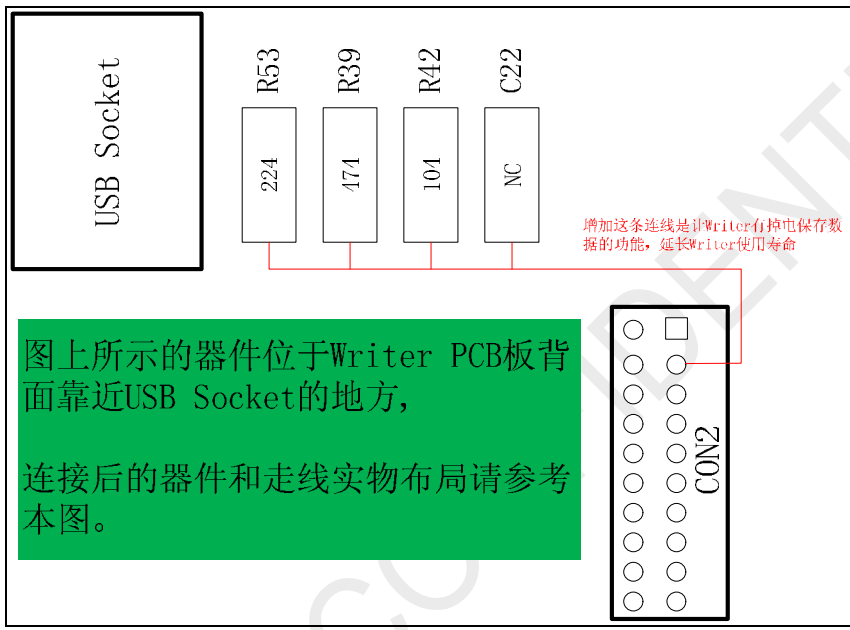 USB Socket
R53
R39
R42
C22
224
474
104
NC
增加这条连线是让Writer有掉电保存数
据的功能，延长Writer使用寿命
图上所示的器件位于Writer PCB板背
面靠近USB Socket的地方,
连接后的器件和走线实物布局请参考
本图。
CON2